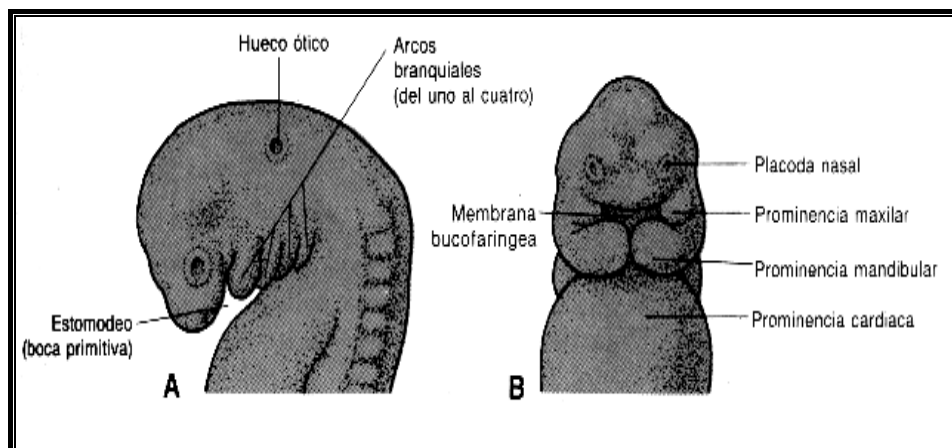 Hueco ótico
Arcos
branquiales
(del uno al cuatro)
Estomodeo
(boca primitiva)
A
Membrana
bucofaringea
Placoda nasal
Prominencia maxilar
Prominencia mandibular
Prominencia cardiaca
B